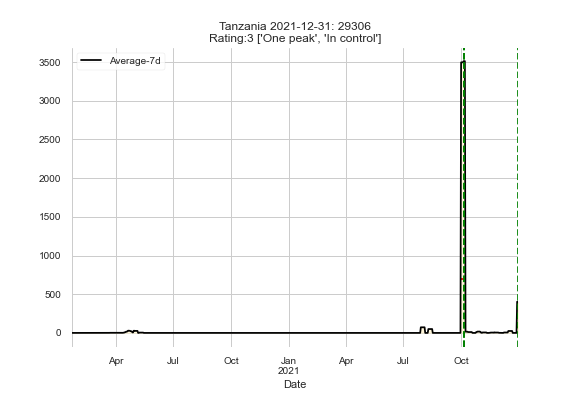 Tanzania 2021-12-31: 29306
Rating:3 ['One peak', 'In control']
Average-7d
3500
3000
2500
2000
1500
1000
500
0
Apr Jul Oct Jan Apr Jul Oct
2021
Date